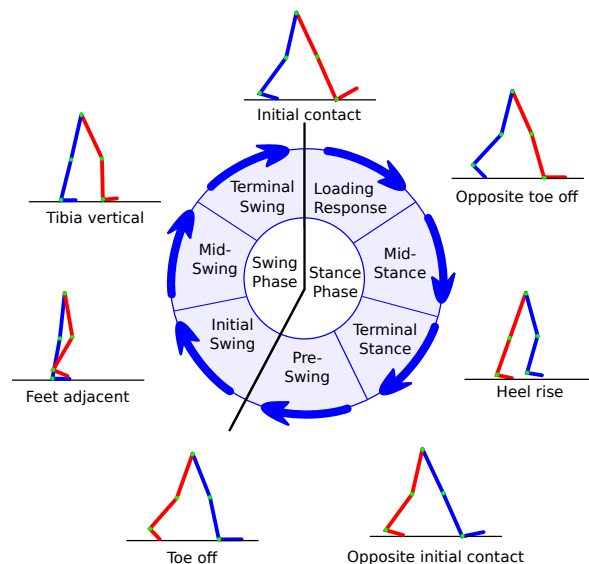 Initial contact
Opposite toe off
Tibia vertical
Terminal
Swing
Loading
Response
Mid-
Swing
Swing
Phase
Stance
Phase
Mid-
Stance
Initial
Swing
Pre-
Swing
Terminal
Stance
Feet adjacent
Heel rise
Toe off
Opposite initial contact